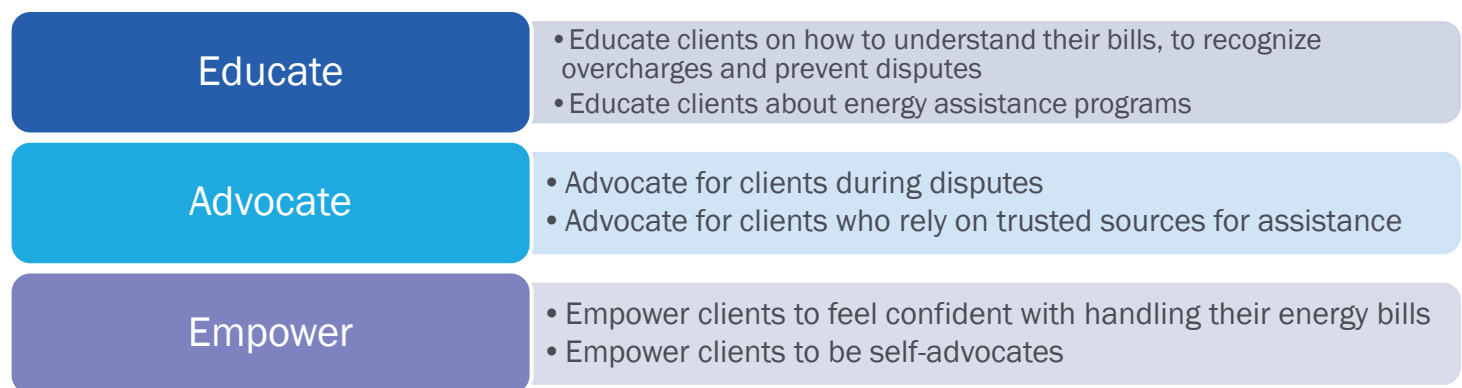 Educate
• Educate clients on how to understand their bills, to recognize
overcharges and prevent disputes
• Educate clients about energy assistance programs
Advocate
• Advocate for clients during disputes
• Advocate for clients who rely on trusted sources for assistance
Empower
• Empower clients to feel confident with handling their energy bills
• Empower clients to be self-advocates